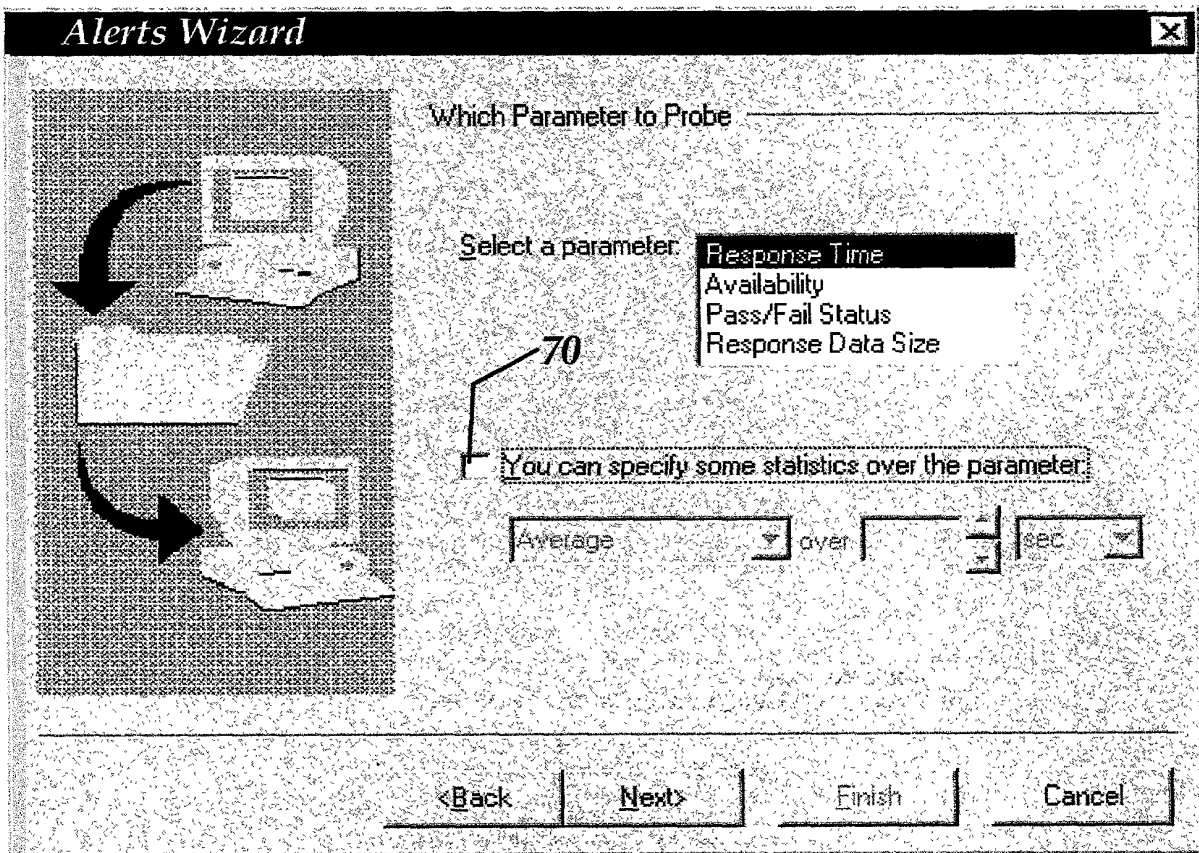 Alerts Wizard
Which Parameter to Probe
Select a parameter:
Response Time
Availability
Pass/Fail Status
Response Data Size
70
You can specify some statistics over the parameter:
Average over sec
<Back Next> Finish Cancel